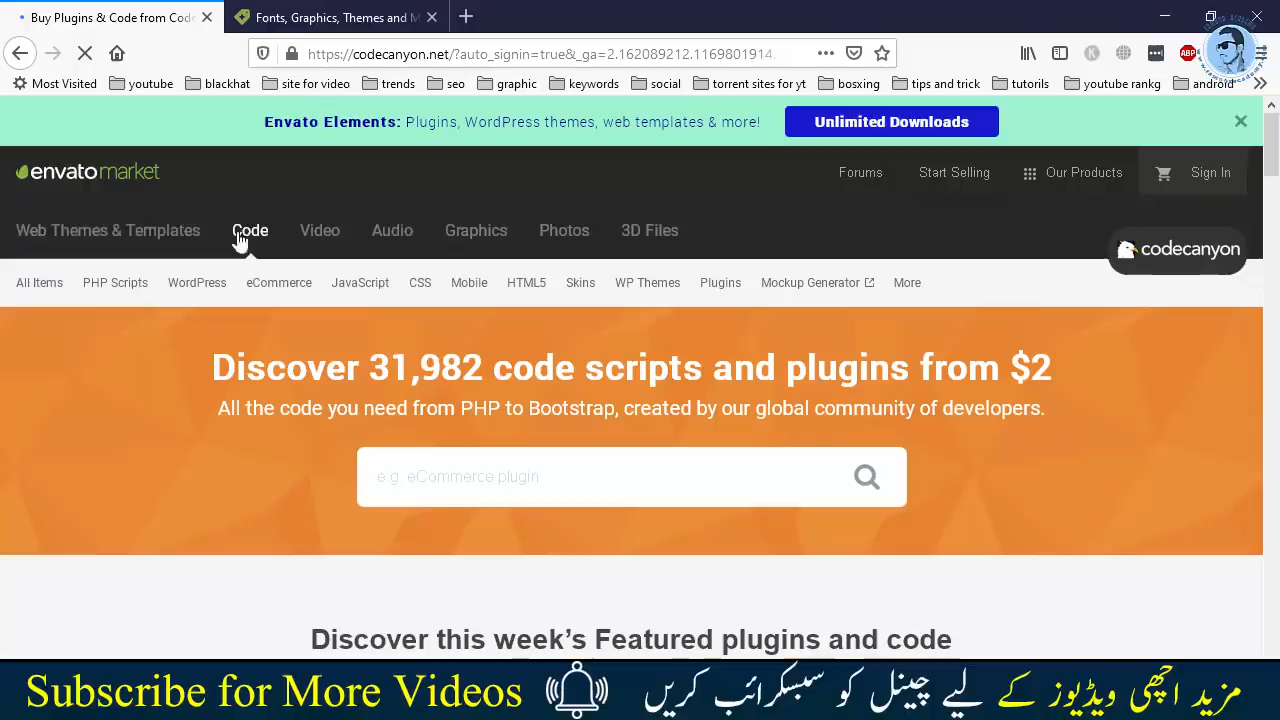 Buy Plugins & Code from Code
Fonts, Graphics, Themes and M
https://codecanyon.net/?auto_signin=true&_ga=2.162089212,1169801914.
ABP
Most Visited youtube blackhat site for video trends seo graphic keywords social torrent sites yt bosxing tips and trick tutorils youtube rankg android
Envato Elements: Plugins, WordPress themes, web templates & more! Unlimited Downloads
envatomarket
Forums Start Selling Our Products Sign In
Web Themes & Templates Code Video Audio Graphics Photos 3D Files
codecanyon
All Items PHP Scripts WordPress eCommerce JavaScript CSS Mobile HTML5 Skins WP Themes Plugins Mockup Generator More
Discover 31,982 code scripts and plugins from $2
All the code you need from PHP to Bootstrap, created by our global community of developers.
e.g. eCommerce plugin
Discover this week’s Featured plugins and code
Subscribe for More Videos مزید اچھی ویڈیوز کے لیے چینل کو سبسکرائب کریں